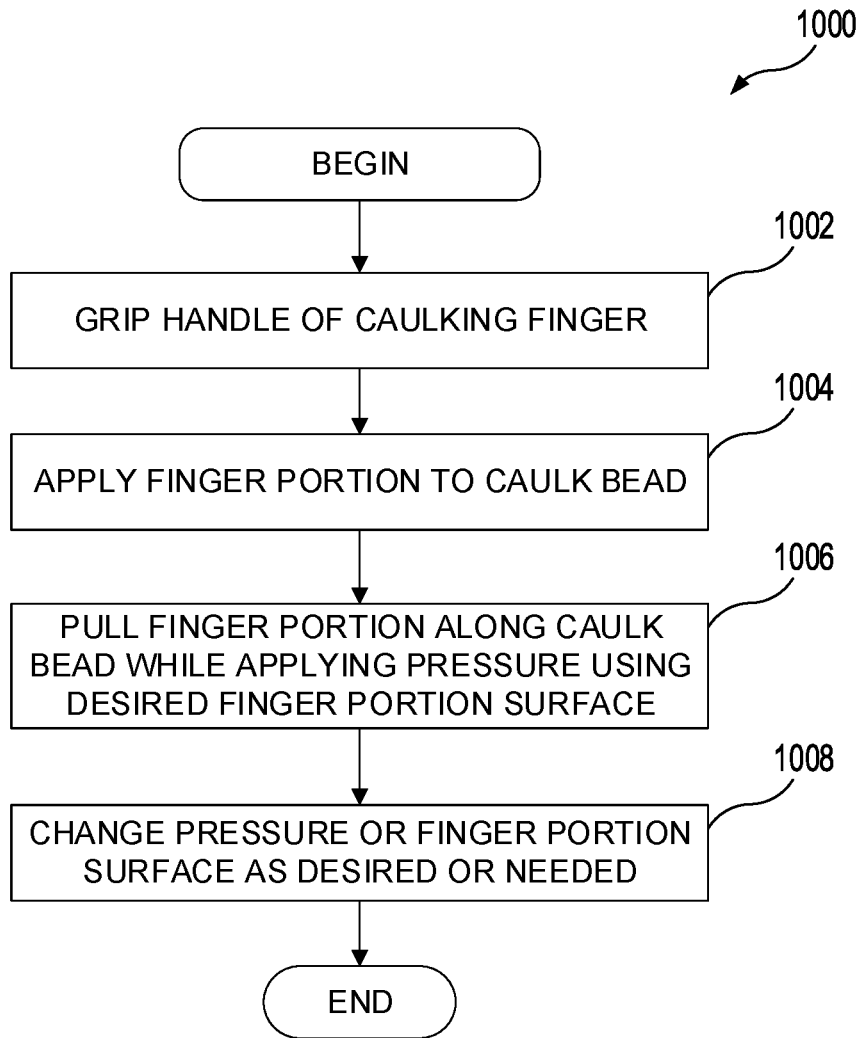 1000
BEGIN
1002
GRIP HANDLE OF CAULKING FINGER
1004
APPLY FINGER PORTION TO CAULK BEAD
1006
PULL FINGER PORTION ALONG CAULK
BEAD WHILE APPLYING PRESSURE USING
DESIRED FINGER PORTION SURFACE
1008
CHANGE PRESSURE OR FINGER PORTION
SURFACE AS DESIRED OR NEEDED
END